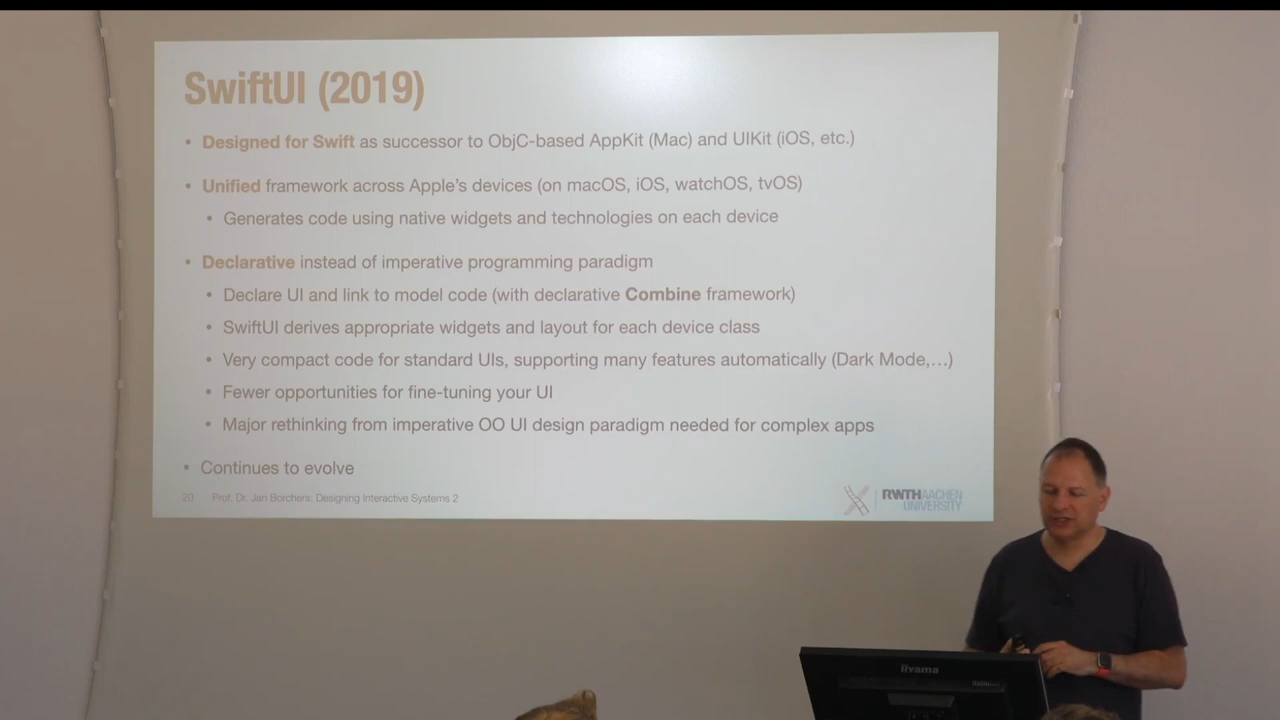 SwiftUI (2019)
• Designed for Swift as successor to ObjC-based AppKit (Mac) and UIKit (iOS, etc.)
• Unified framework across Apple's devices (on macOS, iOS, watchOS, tvOS)
• Generates code using native widgets and technologies on each device
• Declarative instead of imperative programming paradigm
• Declare UI and link to model code (with declarative Combine framework)
• SwiftUI derives appropriate widgets and layout for each device class
• Very compact code for standard UIs, supporting many features automatically (Dark Mode,…)
• Fewer opportunities for fine-tuning your UI
• Major rethinking from imperative OO UI design paradigm needed for complex apps
• Continues to evolve
20 Prof. Dr. Jan Borchers: Designing Interactive Systems 2
RWTHAACHEN
UNIVERSITY
iiyama